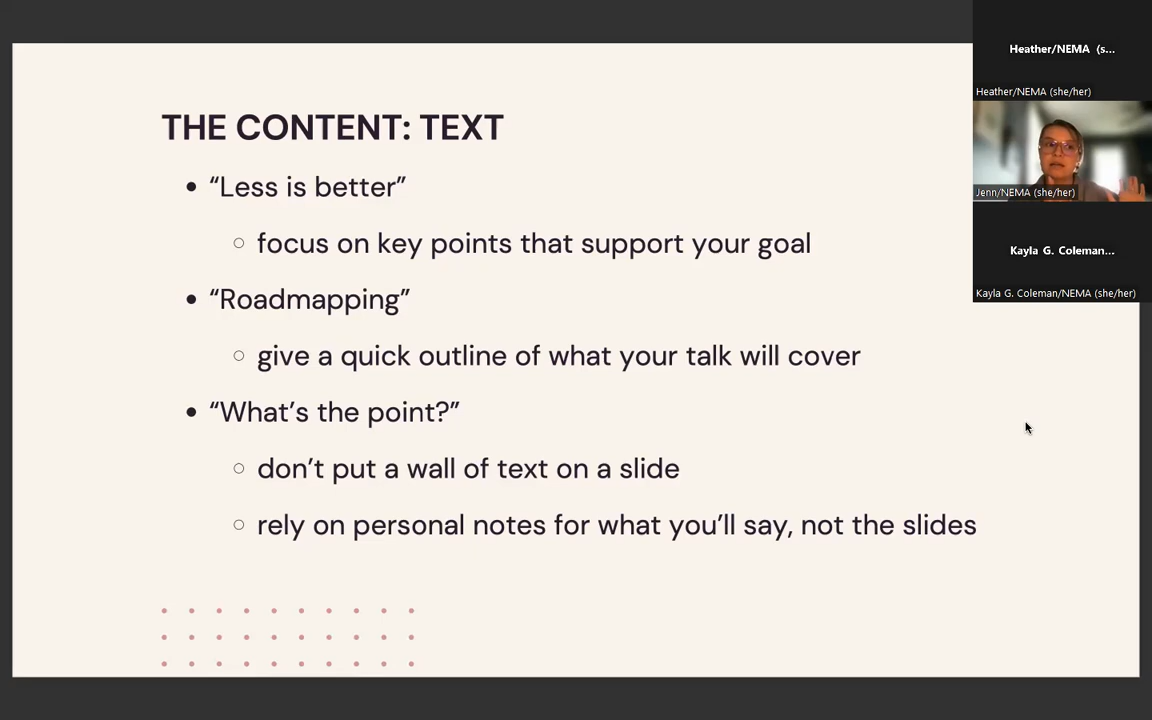 THE CONTENT: TEXT
• “Less is better”
○ focus on key points that support your goal
• “Roadmapping”
○ give a quick outline of what your talk will cover
• “What’s the point?”
○ don’t put a wall of text on a slide
○ rely on personal notes for what you’ll say, not the slides
Heather/NEMA (s...
Heather/NEMA (she/her)
Jenn/NEMA (she/her)
Kayla G. Coleman...
Kayla G. Coleman/NEMA (she/her)